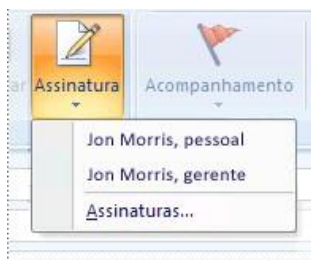 Assinatura
Acompanhamento
Jon Morris, pessoal
Jon Morris, gerente
Assinaturas...